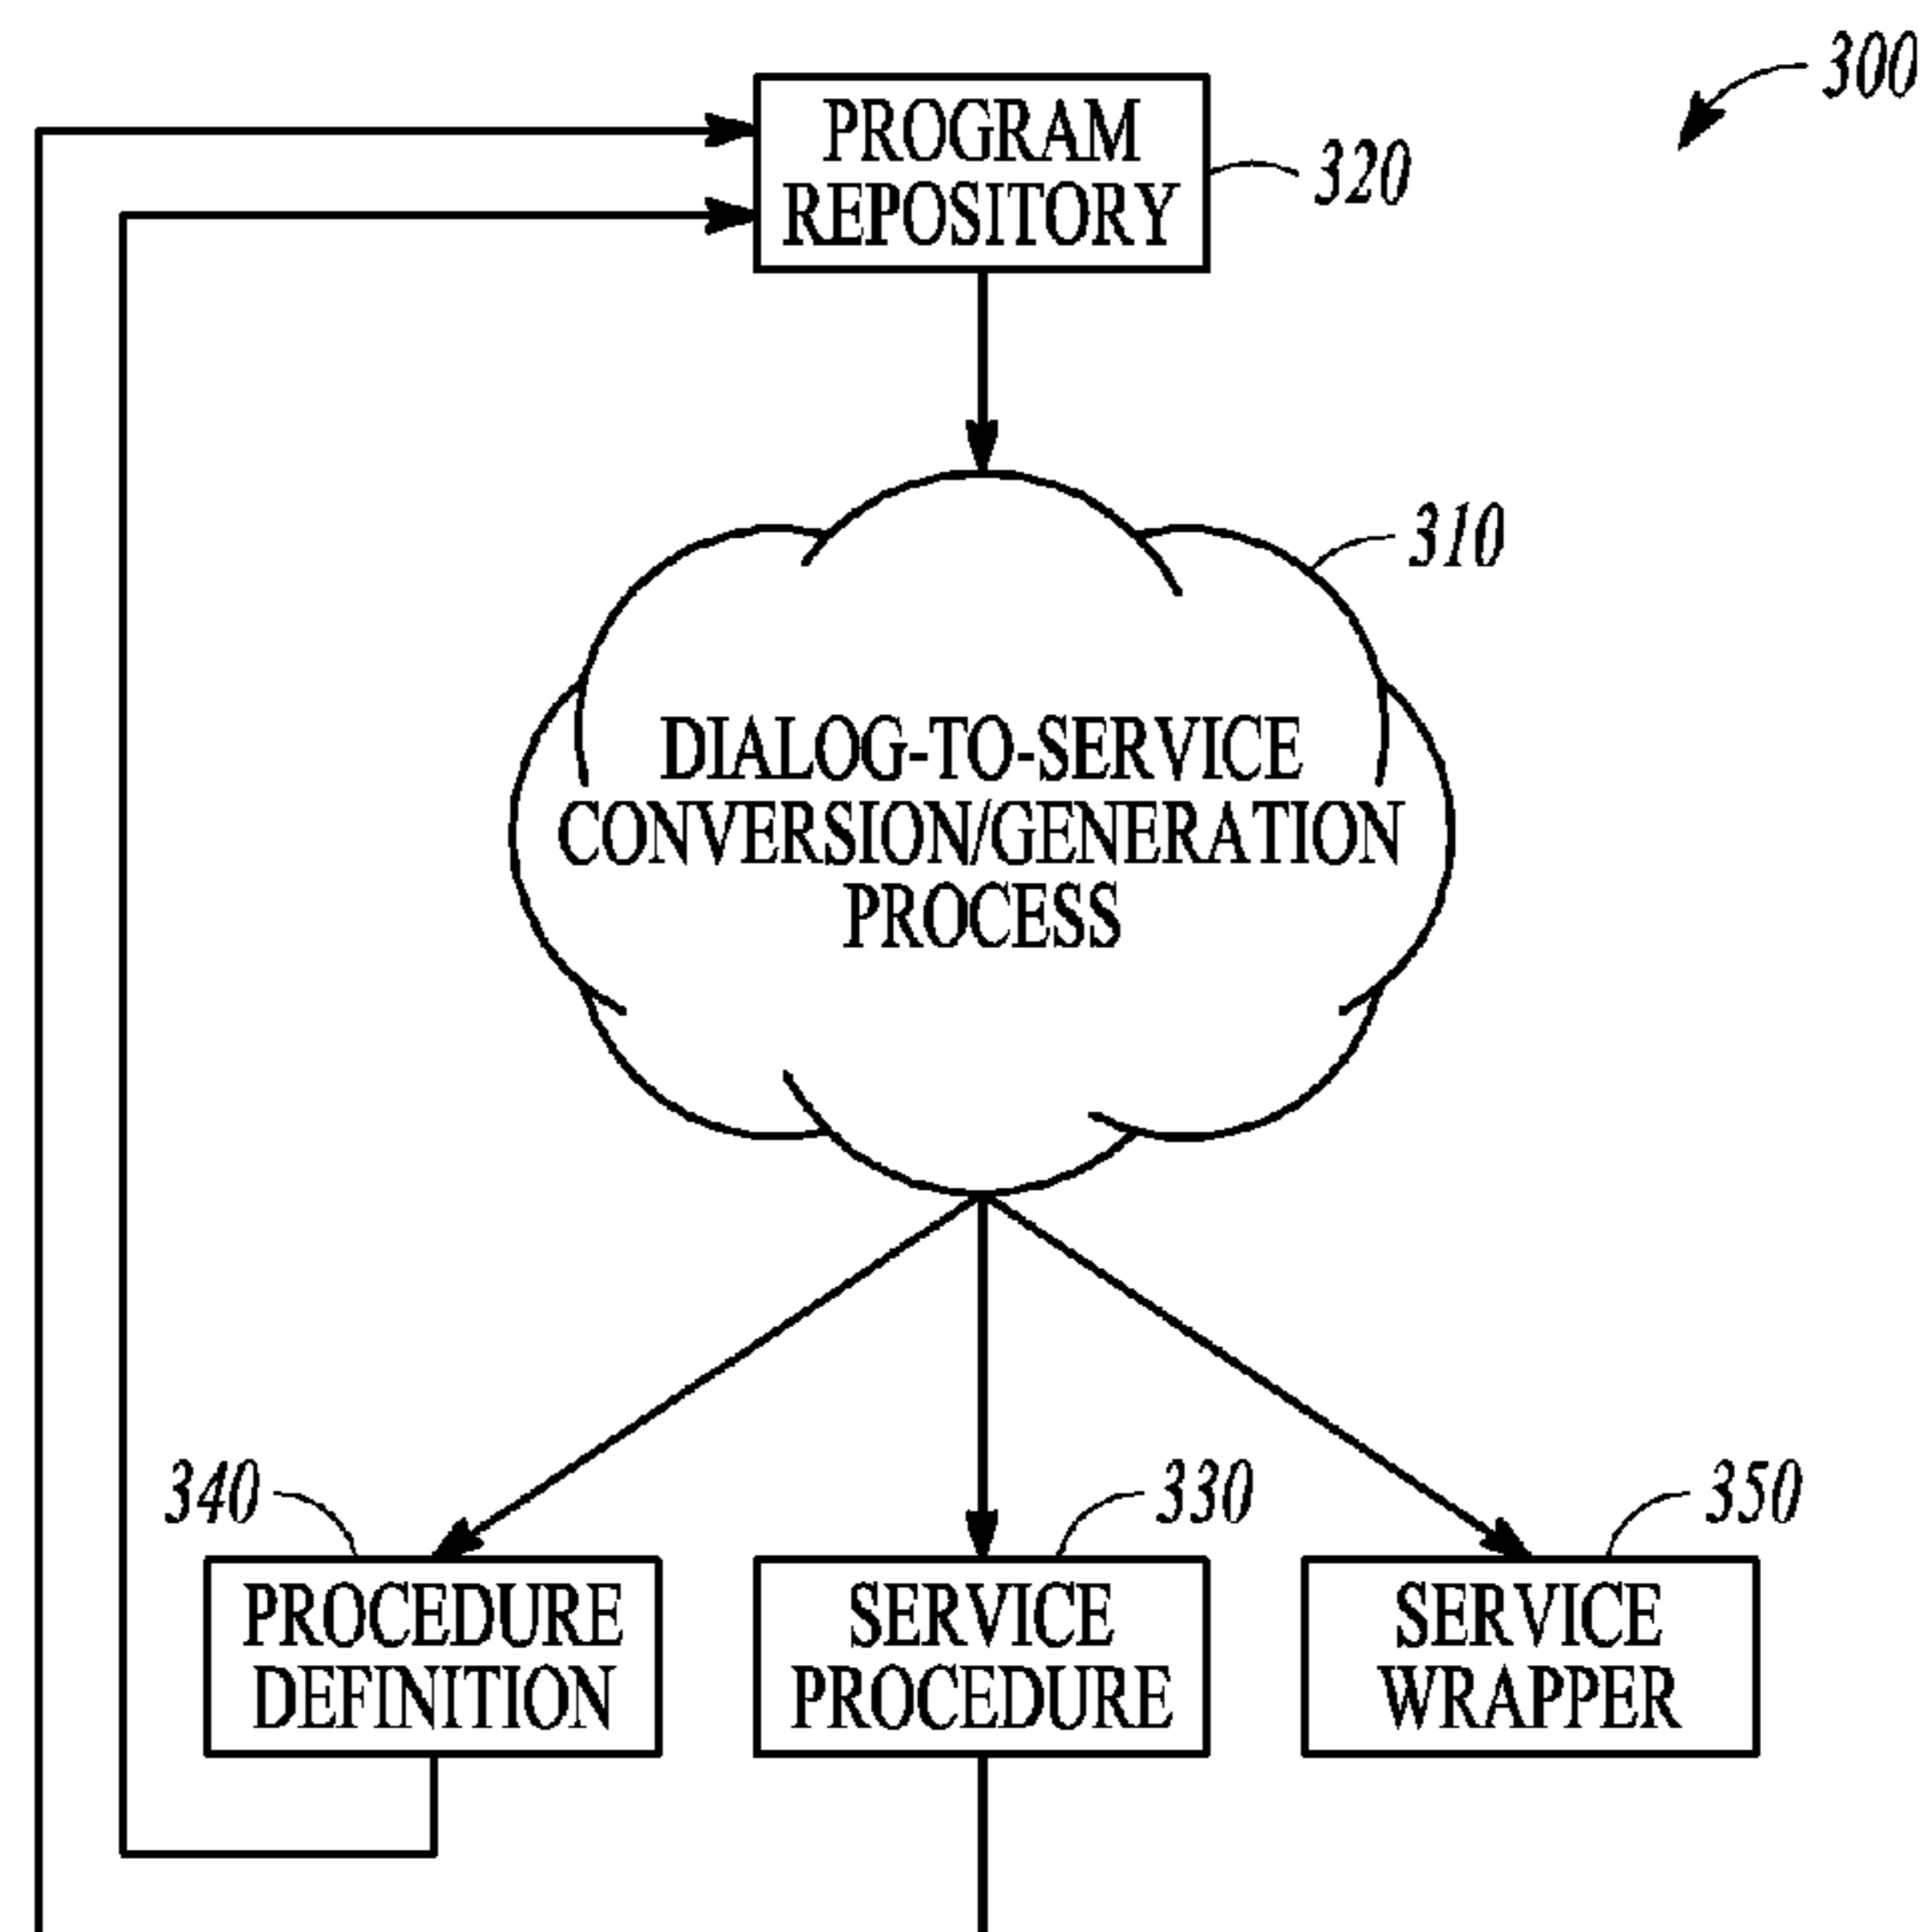 300
PROGRAM
REPOSITORY
320
310
DIALOG-TO-SERVICE
CONVERSION/GENERATION
PROCESS
340
330
350
PROCEDURE
DEFINITION
SERVICE
PROCEDURE
SERVICE
WRAPPER